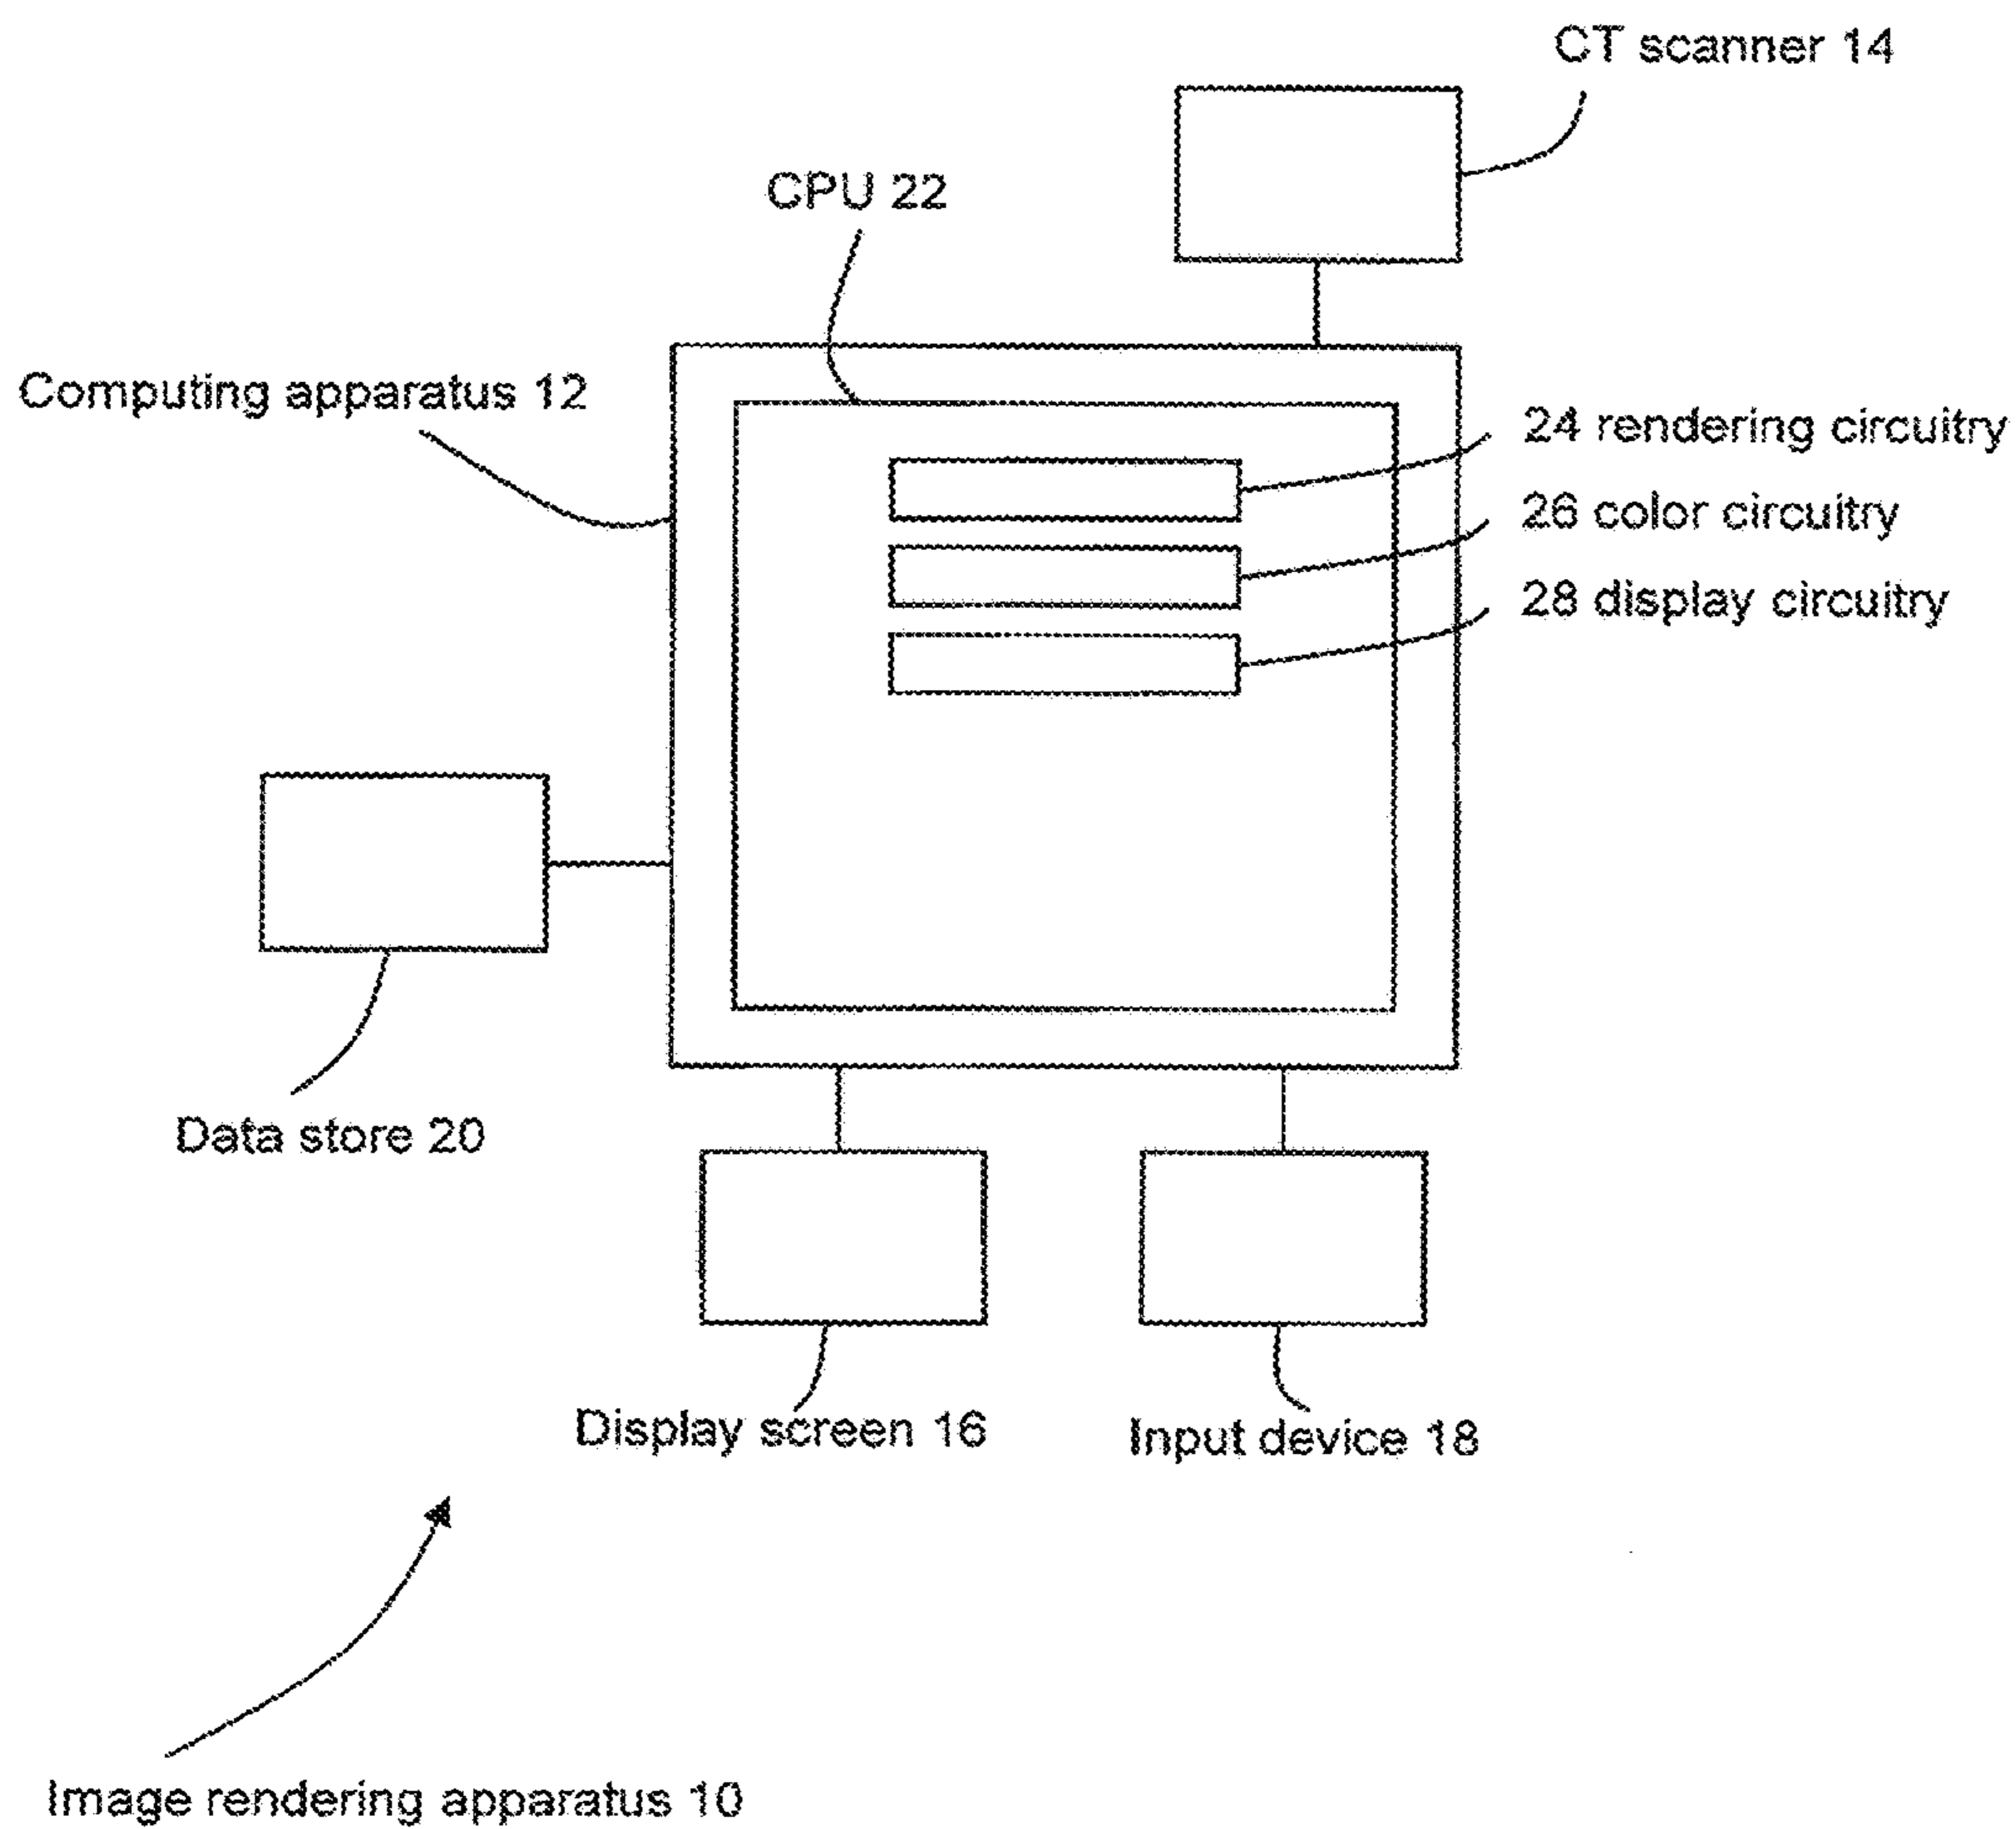 CT scanner 14
CPU 22
Computing apparatus 12
24 rendering circuitry
26 color circuitry
28 display circuitry
Data store 20
Display screen 16
Input device 18
Image rendering apparatus 10